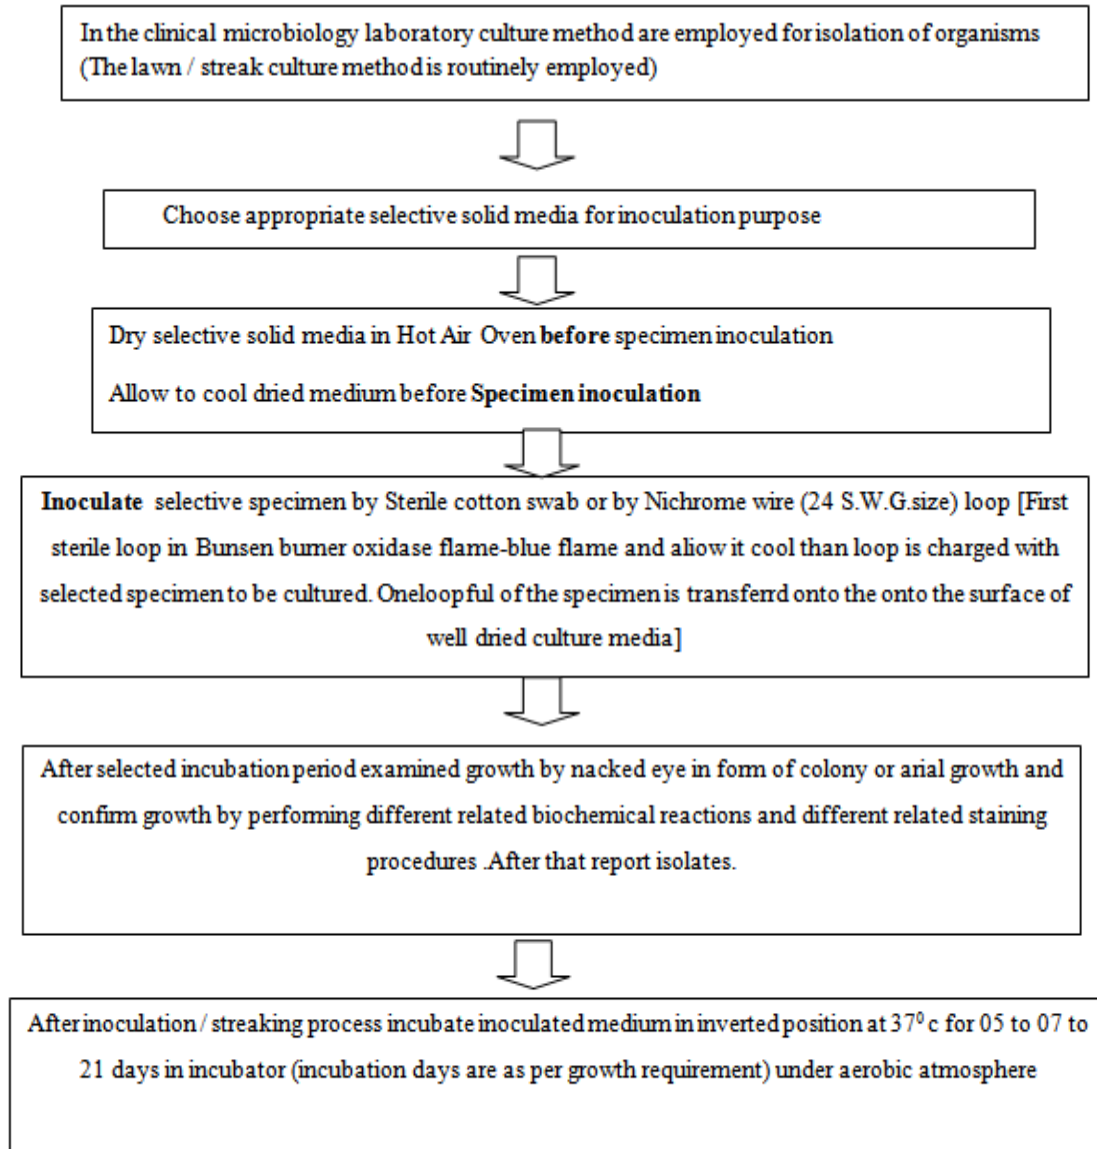 In the clinical microbiology laboratory culture method are employed for isolation of organisms
(The lawn / streak culture method is routinely employed)
Choose appropriate selective solid media for inoculation purpose
Dry selective solid media in Hot Air Oven before specimen inoculation
Allow to cool dried medium before Specimen inoculation
Inoculate selective specimen by Sterile cotton swab or by Nichrome wire (24 S.W.G.size) loop [First
sterile loop in Bunsen burner oxidase flame-blue flame and aliow it cool than loop is charged with
selected specimen to be cultured. Oneloopful of the specimen is transferrd onto the onto the surface of
well dried culture media]
After selected incubation period examined growth by nacked eye in form of colony or arial growth and
confirm growth by performing different related biochemical reactions and different related staining
procedures .After that report isolates.
After inoculation / streaking process incubate inoculated medium in inverted position at 37⁰ c for 05 to 07 to
21 days in incubator (incubation days are as per growth requirement) under aerobic atmosphere